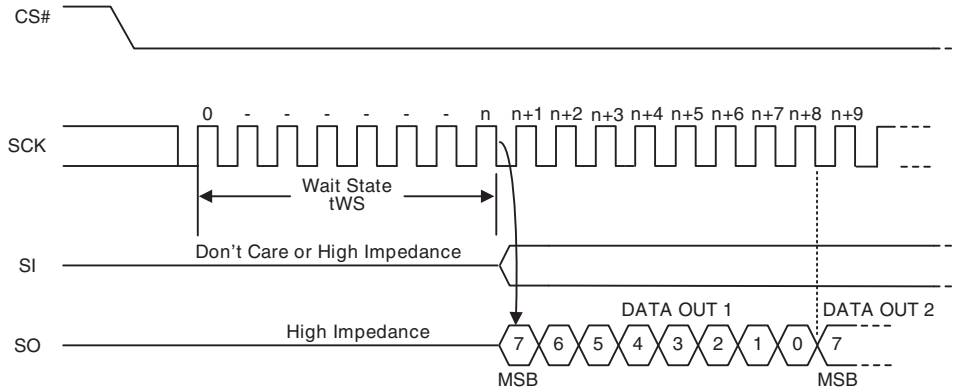 CS#
0 - - - - - - n n+1 n+2 n+3 n+4 n+5 n+6 n+7 n+8 n+9
SCK
Wait State
tWS
Don't Care or High Impedance
SI
DATA OUT 1 DATA OUT 2
High Impedance
SO 7 6 5 4 3 2 1 0 7
MSB MSB